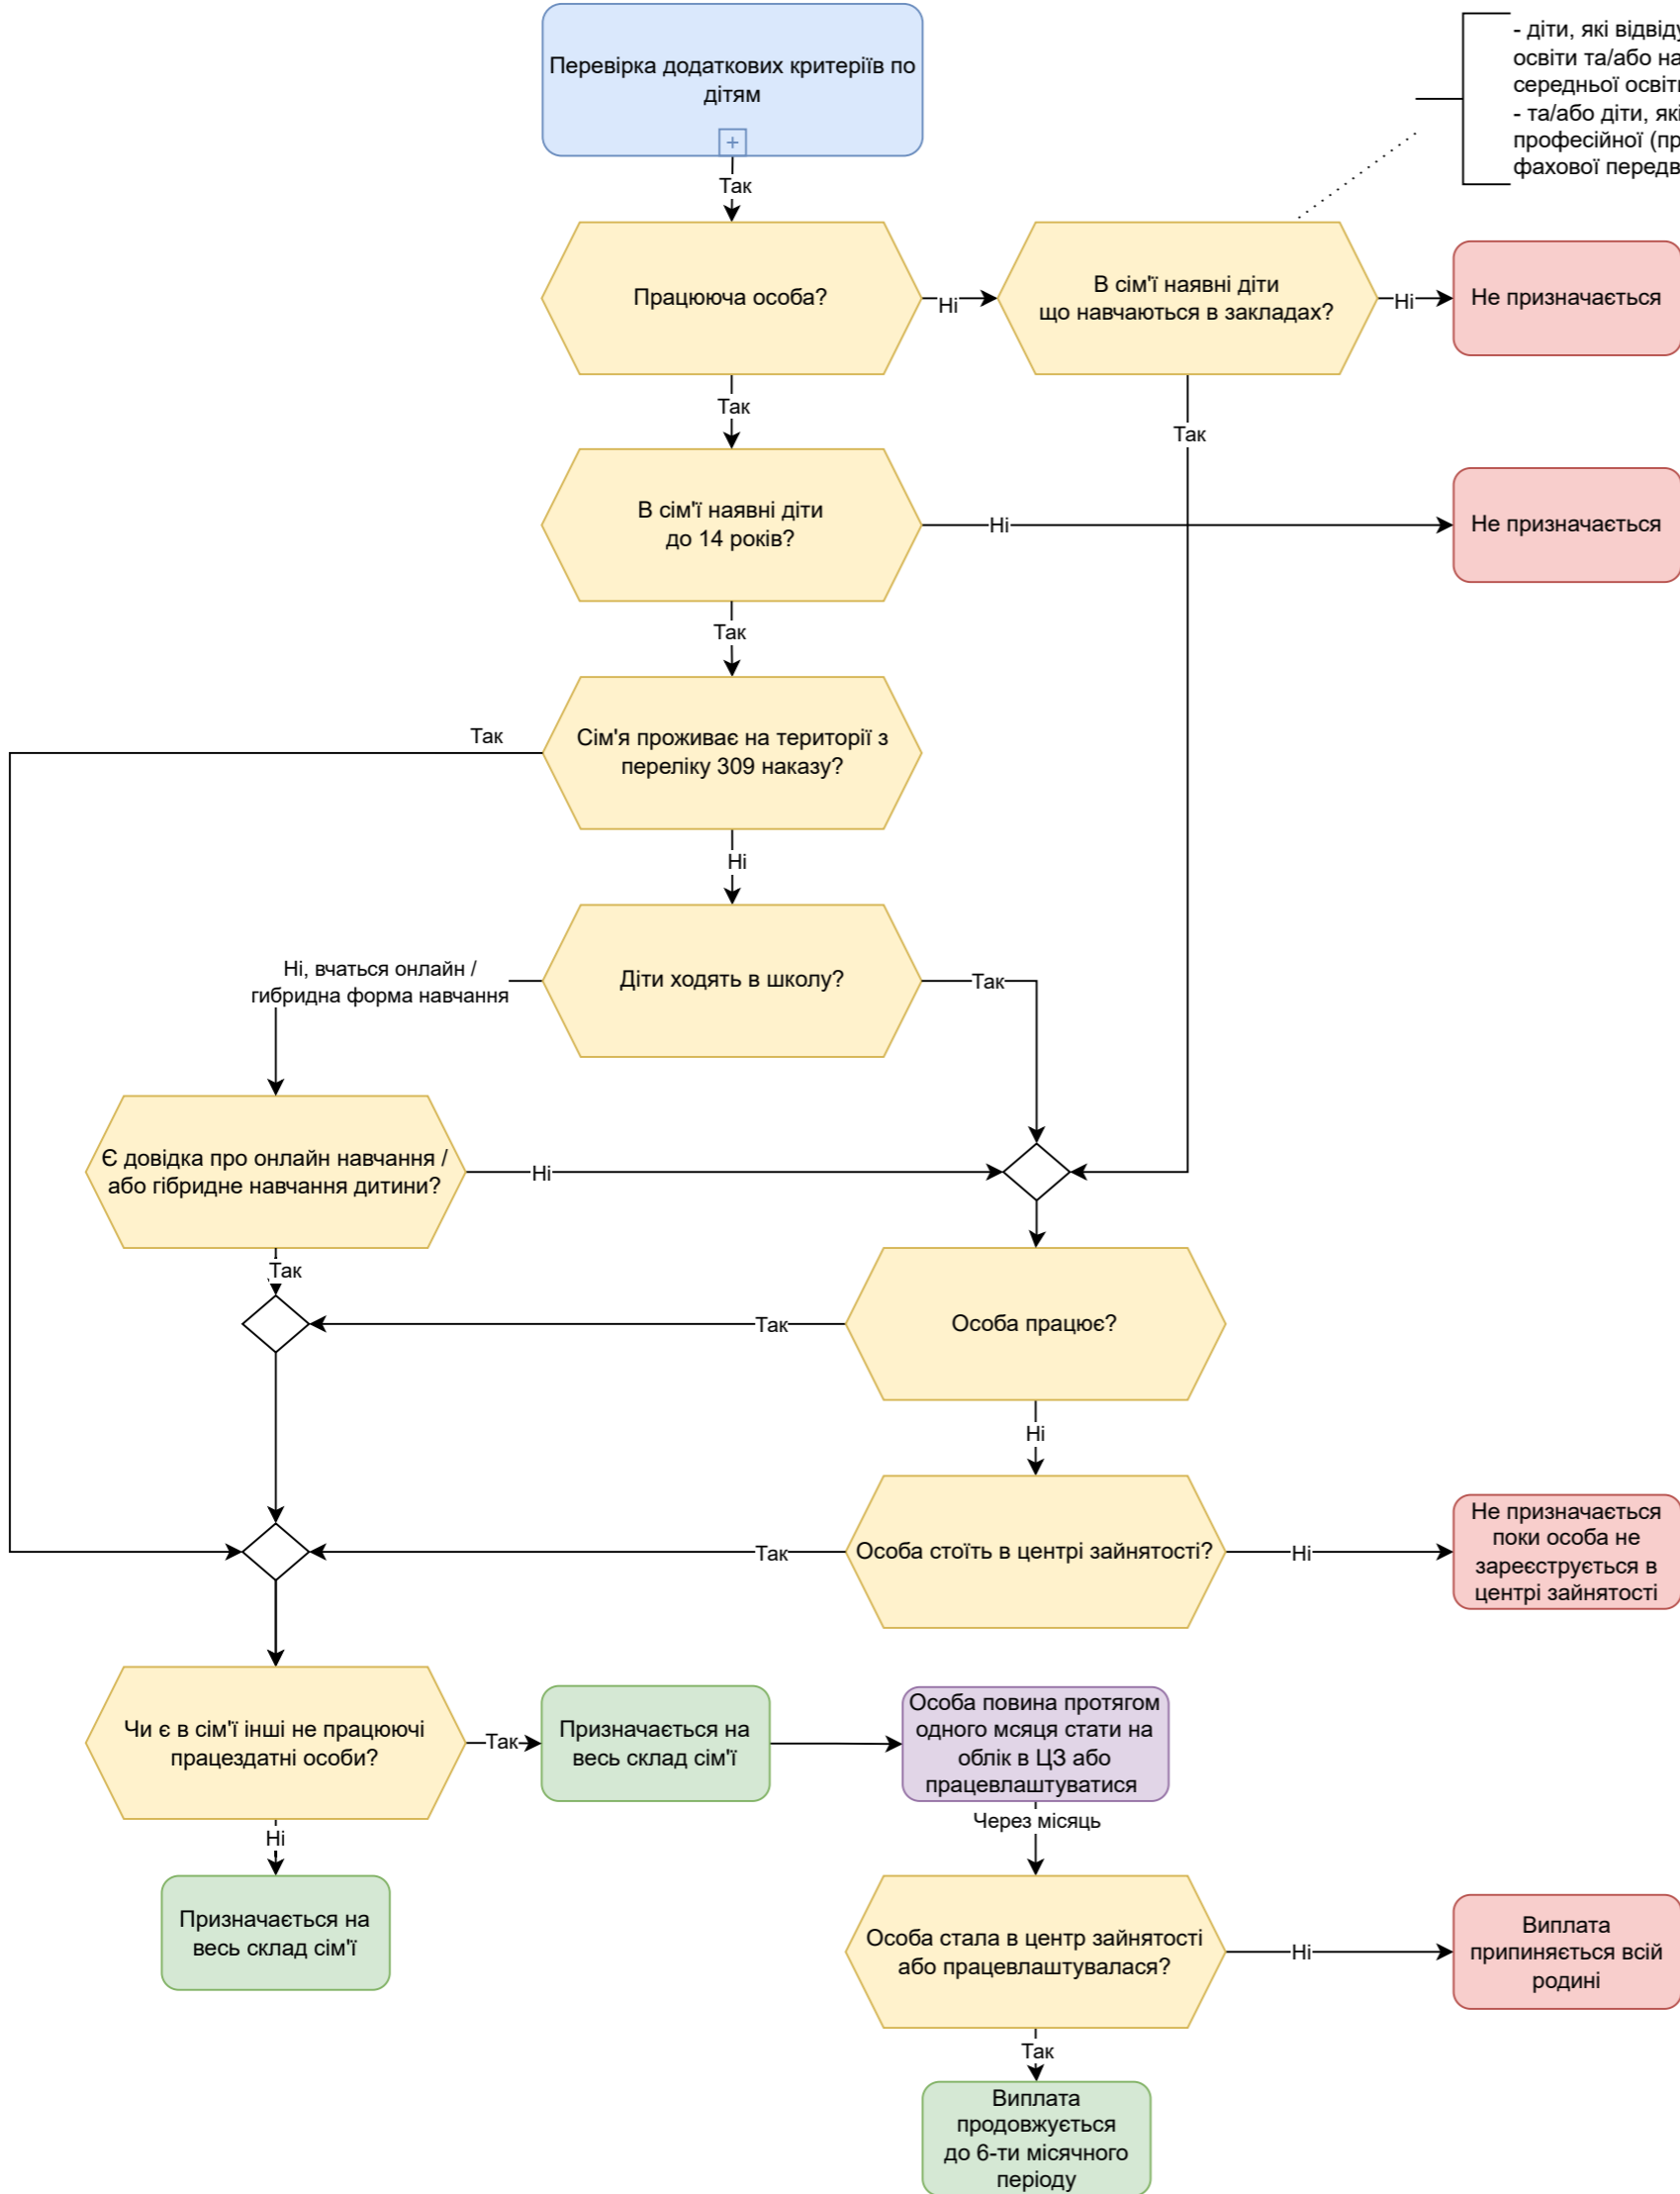 Перевірка додаткових критеріїв по
дітям
+
- діти, які
освіти та/або
середньої
- та/або діти, які
професійної
фахової
Так
Працююча особа?
Ні
В сім'ї наявні діти
що навчаються в закладах?
Ні
Не призначається
Так
Так
В сім'ї наявні діти
до 14 років?
Ні
Не призначається
Так
Так
Сім'я проживає на території з
переліку 309 наказу?
Ні
Ні, вчаться онлайн /
гибридна форма навчання
Діти ходять в школу?
Так
Є довідка про онлайн навчання /
або гібридне навчання дитини?
Ні
Так
Особа працює?
Так
Ні
Особа стоїть в центрі зайнятості?
Так
Ні
Не призначається
поки особа не
зареєструється в
центрі зайнятості
Чи є в сім'ї інші не працюючі
працездатні особи?
Так
Призначається на
весь склад сім'ї
Особа повина протягом
одного мсяця стати на
облік в ЦЗ або
працевлаштуватися
Через місяць
Ні
Призначається на
весь склад сім'ї
Особа стала в центр зайнятості
або працевлаштувалася?
Ні
Виплата
припиняється всій
родині
Так
Виплата
продовжується
до 6-ти місячного
періоду